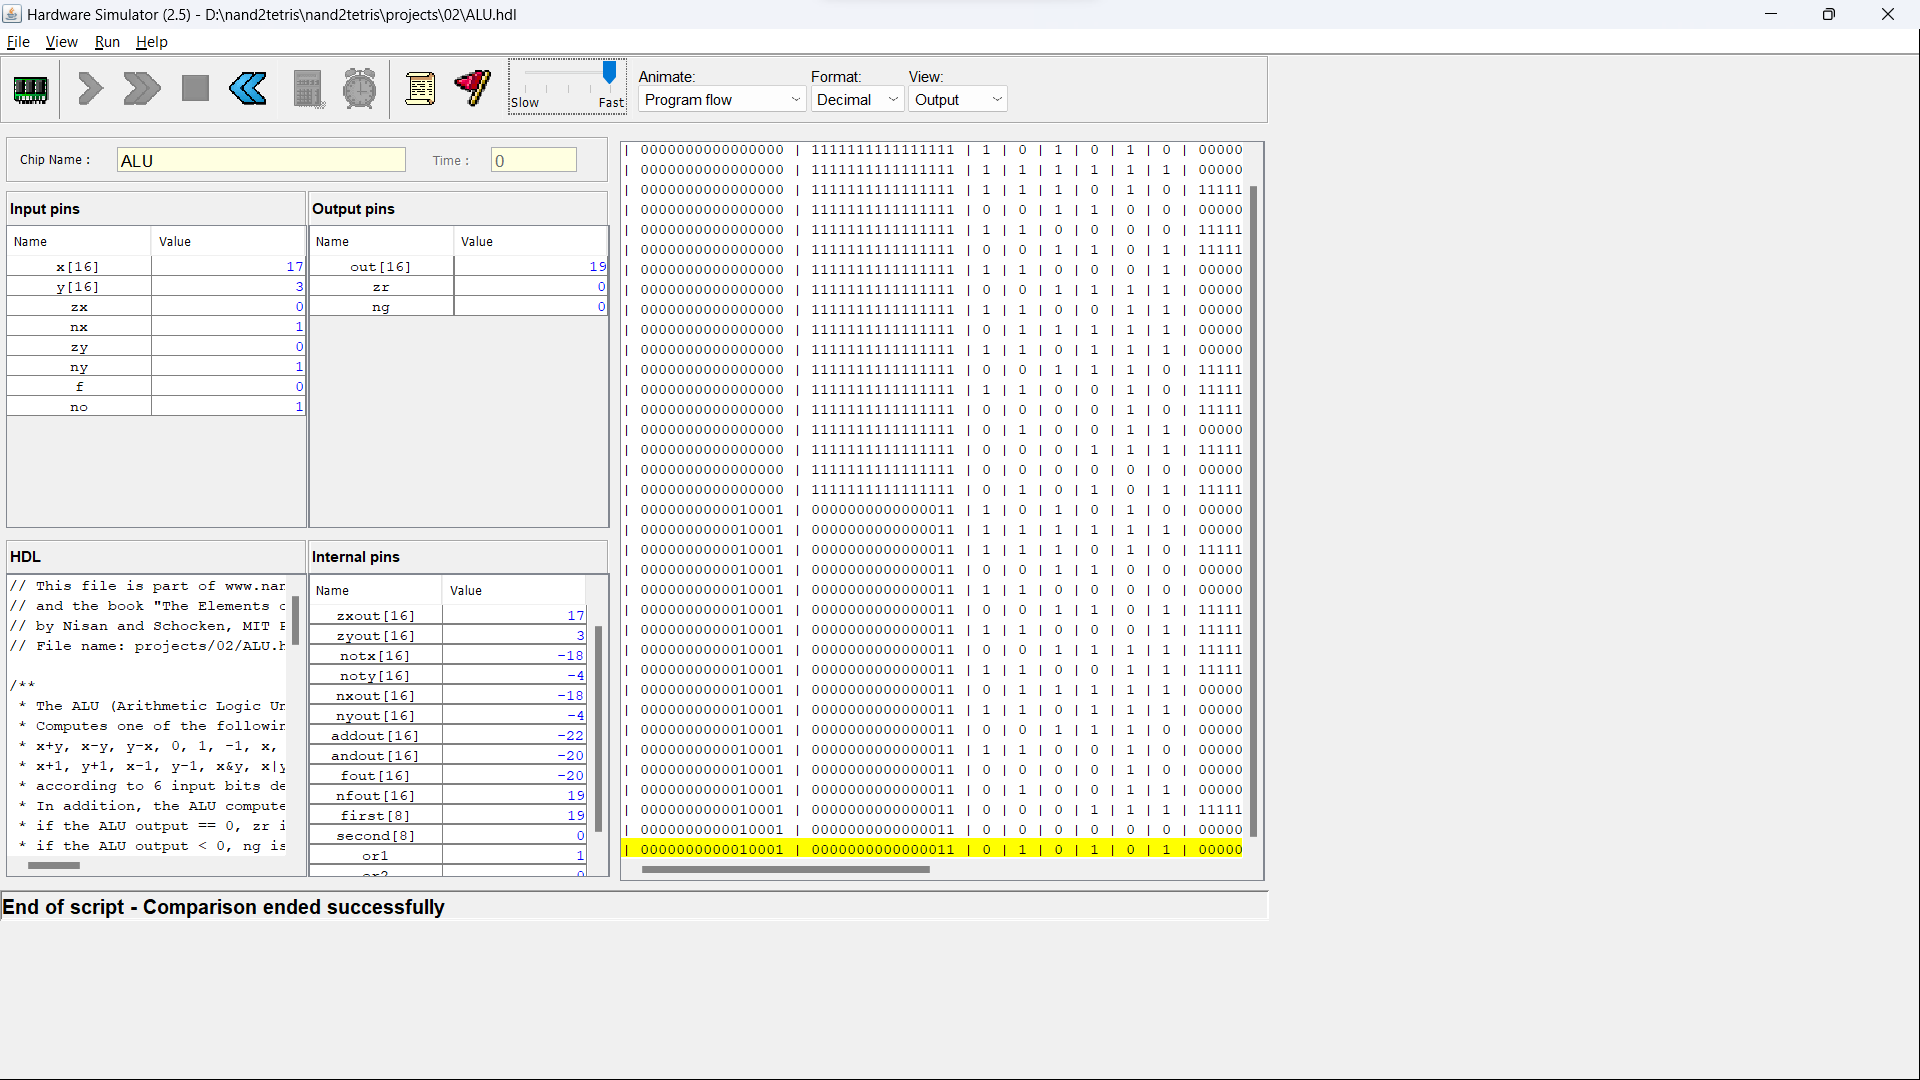 Hardware Simulator (2.5) - D:\nand2tetris\nand2tetris\projects\02\ALU.hdl
File View Run Help
Slow Fast
Animate: Format: View:
Program flow Decimal Output
Chip Name : ALU Time : 0
Input pins
Name Value
x[16] 17
y[16] 3
zx 0
nx 1
zy 0
ny 1
f 0
no 1
Output pins
Name Value
out[16] 19
zr 0
ng 0
HDL
// This file is part of www.nan
// and the book "The Elements o
// by Nisan and Schocken, MIT P
// File name: projects/02/ALU.h
/**
* The ALU (Arithmetic Logic Un
* Computes one of the followin
* x+y, x-y, y-x, 0, 1, -1, x,
* x+1, y+1, x-1, y-1, x&y, x|y
* according to 6 input bits de
* In addition, the ALU compute
* if the ALU output == 0, zr i
* if the ALU output < 0, ng is
Internal pins
Name Value
zxout[16] 17
zyout[16] 3
notx[16] -18
noty[16] -4
nxout[16] -18
nyout[16] -4
addout[16] -22
andout[16] -20
fout[16] -20
nfout[16] 19
first[8] 19
second[8] 0
or1 1
or2 0
| 0000000000000000 | 1111111111111111 | 1 | 0 | 1 | 0 | 1 | 0 | 00000
| 0000000000000000 | 1111111111111111 | 1 | 1 | 1 | 1 | 1 | 1 | 00000
| 0000000000000000 | 1111111111111111 | 1 | 1 | 1 | 0 | 1 | 0 | 11111
| 0000000000000000 | 1111111111111111 | 0 | 0 | 1 | 1 | 0 | 0 | 00000
| 0000000000000000 | 1111111111111111 | 1 | 1 | 0 | 0 | 0 | 0 | 11111
| 0000000000000000 | 1111111111111111 | 0 | 0 | 1 | 1 | 0 | 1 | 11111
| 0000000000000000 | 1111111111111111 | 1 | 1 | 0 | 0 | 0 | 1 | 00000
| 0000000000000000 | 1111111111111111 | 0 | 0 | 1 | 1 | 1 | 1 | 00000
| 0000000000000000 | 1111111111111111 | 1 | 1 | 0 | 0 | 1 | 1 | 00000
| 0000000000000000 | 1111111111111111 | 0 | 1 | 1 | 1 | 1 | 1 | 00000
| 0000000000000000 | 1111111111111111 | 1 | 1 | 0 | 1 | 1 | 1 | 00000
| 0000000000000000 | 1111111111111111 | 0 | 0 | 1 | 1 | 1 | 0 | 11111
| 0000000000000000 | 1111111111111111 | 1 | 1 | 0 | 0 | 1 | 0 | 11111
| 0000000000000000 | 1111111111111111 | 0 | 0 | 0 | 0 | 1 | 0 | 11111
| 0000000000000000 | 1111111111111111 | 0 | 1 | 0 | 0 | 1 | 1 | 00000
| 0000000000000000 | 1111111111111111 | 0 | 0 | 0 | 1 | 1 | 1 | 11111
| 0000000000000000 | 1111111111111111 | 0 | 0 | 0 | 0 | 0 | 0 | 00000
| 0000000000000000 | 1111111111111111 | 0 | 1 | 0 | 1 | 0 | 1 | 11111
| 0000000000010001 | 0000000000000011 | 1 | 0 | 1 | 0 | 1 | 0 | 00000
| 0000000000010001 | 0000000000000011 | 1 | 1 | 1 | 1 | 1 | 1 | 00000
| 0000000000010001 | 0000000000000011 | 1 | 1 | 1 | 0 | 1 | 0 | 11111
| 0000000000010001 | 0000000000000011 | 0 | 0 | 1 | 1 | 0 | 0 | 00000
| 0000000000010001 | 0000000000000011 | 1 | 1 | 0 | 0 | 0 | 0 | 00000
| 0000000000010001 | 0000000000000011 | 0 | 0 | 1 | 1 | 0 | 1 | 11111
| 0000000000010001 | 0000000000000011 | 1 | 1 | 0 | 0 | 0 | 1 | 11111
| 0000000000010001 | 0000000000000011 | 0 | 0 | 1 | 1 | 1 | 1 | 11111
| 0000000000010001 | 0000000000000011 | 1 | 1 | 0 | 0 | 1 | 1 | 11111
| 0000000000010001 | 0000000000000011 | 0 | 1 | 1 | 1 | 1 | 1 | 00000
| 0000000000010001 | 0000000000000011 | 1 | 1 | 0 | 1 | 1 | 1 | 00000
| 0000000000010001 | 0000000000000011 | 0 | 0 | 1 | 1 | 1 | 0 | 00000
| 0000000000010001 | 0000000000000011 | 1 | 1 | 0 | 0 | 1 | 0 | 00000
| 0000000000010001 | 0000000000000011 | 0 | 0 | 0 | 0 | 1 | 0 | 00000
| 0000000000010001 | 0000000000000011 | 0 | 1 | 0 | 0 | 1 | 1 | 00000
| 0000000000010001 | 0000000000000011 | 0 | 0 | 0 | 1 | 1 | 1 | 11111
| 0000000000010001 | 0000000000000011 | 0 | 0 | 0 | 0 | 0 | 0 | 00000
| 0000000000010001 | 0000000000000011 | 0 | 1 | 0 | 1 | 0 | 1 | 00000
End of script - Comparison ended successfully